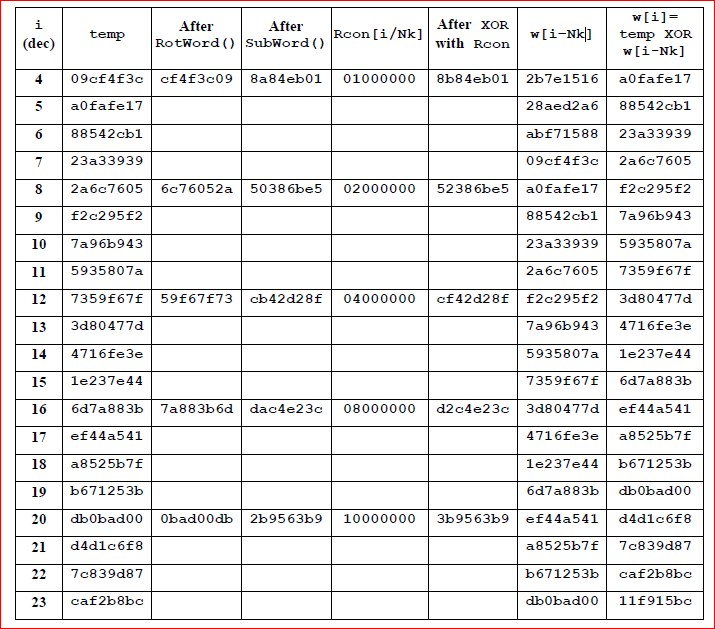 i (dec) temp After RotWord() After SubWord() Rcon[i/Nk] After XOR with Rcon w[i-Nk] w[i]= temp XOR w[i-Nk]
4 09cf4f3c cf4f3c09 8a84eb01 01000000 8b84eb01 2b7e1516 a0fafe17
5 a0fafe17 28aed2a6 88542cb1
6 88542cb1 abf71588 23a33939
7 23a33939 09cf4f3c 2a6c7605
8 2a6c7605 6c76052a 50386be5 02000000 52386be5 a0fafe17 f2c295f2
9 f2c295f2 88542cb1 7a96b943
10 7a96b943 23a33939 5935807a
11 5935807a 2a6c7605 7359f67f
12 7359f67f 59f67f73 cb42d28f 04000000 cf42d28f f2c295f2 3d80477d
13 3d80477d 7a96b943 4716fe3e
14 4716fe3e 5935807a 1e237e44
15 1e237e44 7359f67f 6d7a883b
16 6d7a883b 7a883b6d dac4e23c 08000000 d2c4e23c 3d80477d ef44a541
17 ef44a541 4716fe3e a8525b7f
18 a8525b7f 1e237e44 b671253b
19 b671253b 6d7a883b db0bad00
20 db0bad00 0bad00db 2b9563b9 10000000 3b9563b9 ef44a541 d4d1c6f8
21 d4d1c6f8 a8525b7f 7c839d87
22 7c839d87 b671253b caf2b8bc
23 caf2b8bc db0bad00 11f915bc